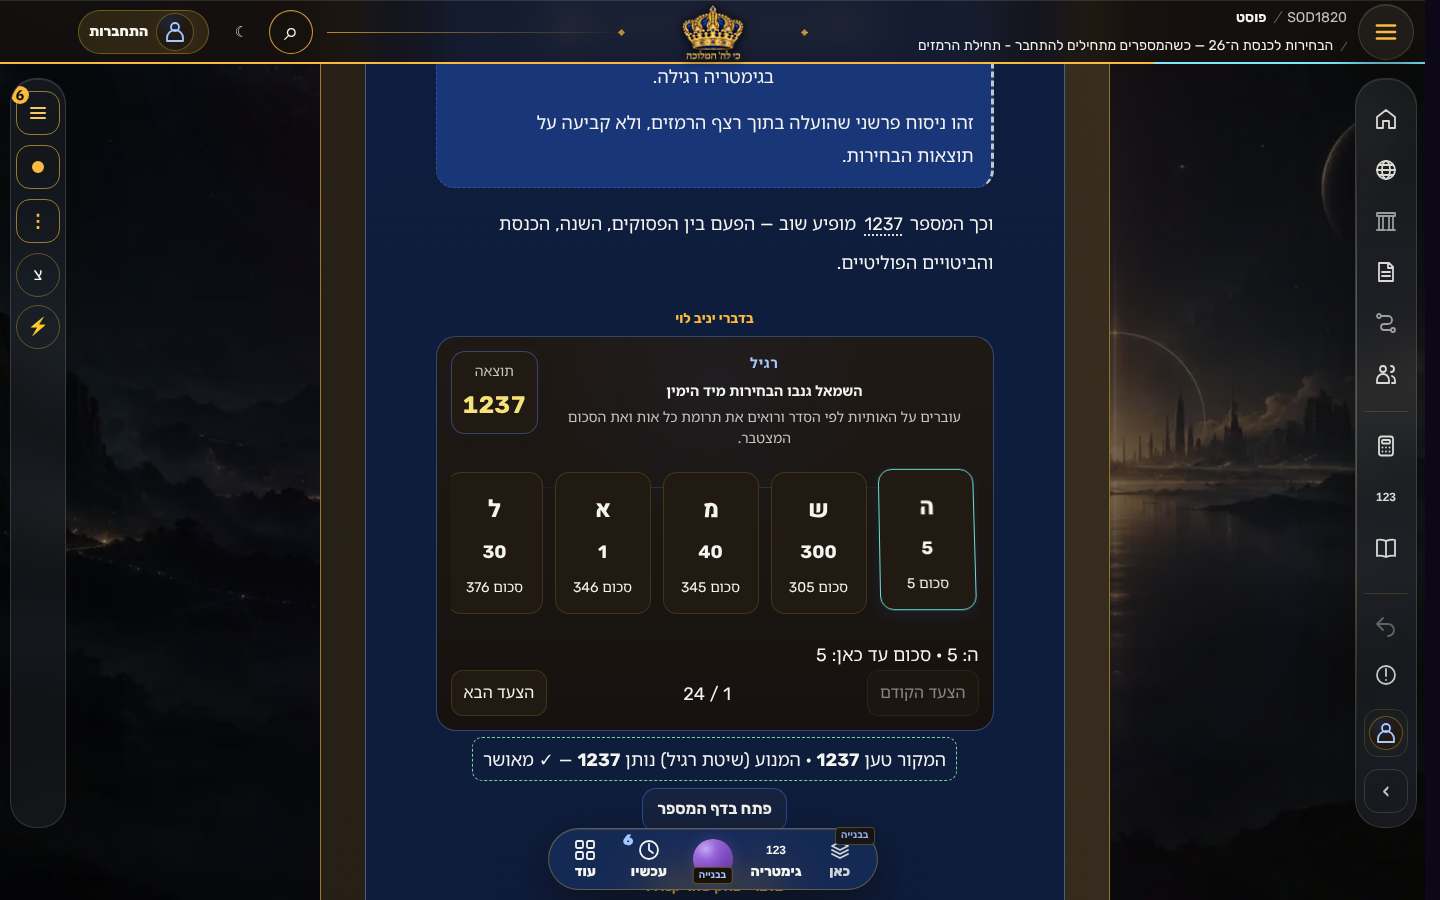 SOD1820 / פוסט
/ הבחירות לכנסת ה־26 — כשהמספרים מתחילים להתחבר - תחילת הרמזים
כי לה' המלוכה
התחברות
6
צ
123
בגימטריה רגילה.
זהו ניסוח פרשני שהועלה בתוך רצף הרמזים, ולא קביעה על
תוצאות הבחירות.
וכך המספר 1237 מופיע שוב — הפעם בין הפסוקים, השנה, הכנסת
והביטויים הפוליטיים.
בדברי יניב לוי
רגיל
השמאל גנבו הבחירות מיד הימין
עוברים על האותיות לפי הסדר ורואים את תרומת כל אות ואת הסכום
המצטבר.
תוצאה
1237
ה ש מ א ל
5 300 40 1 30
סכום 5 סכום 305 סכום 345 סכום 346 סכום 376
ה: 5 • סכום עד כאן: 5
הצעד הקודם 1 / 24 הצעד הבא
המקור טען 1237 • המנוע (שיטת רגיל) נותן 1237 — ✓ מאושר
פתח בדף המספר
בבנייה
כאן
123
גימטריה
בבנייה
6
עכשיו
עוד